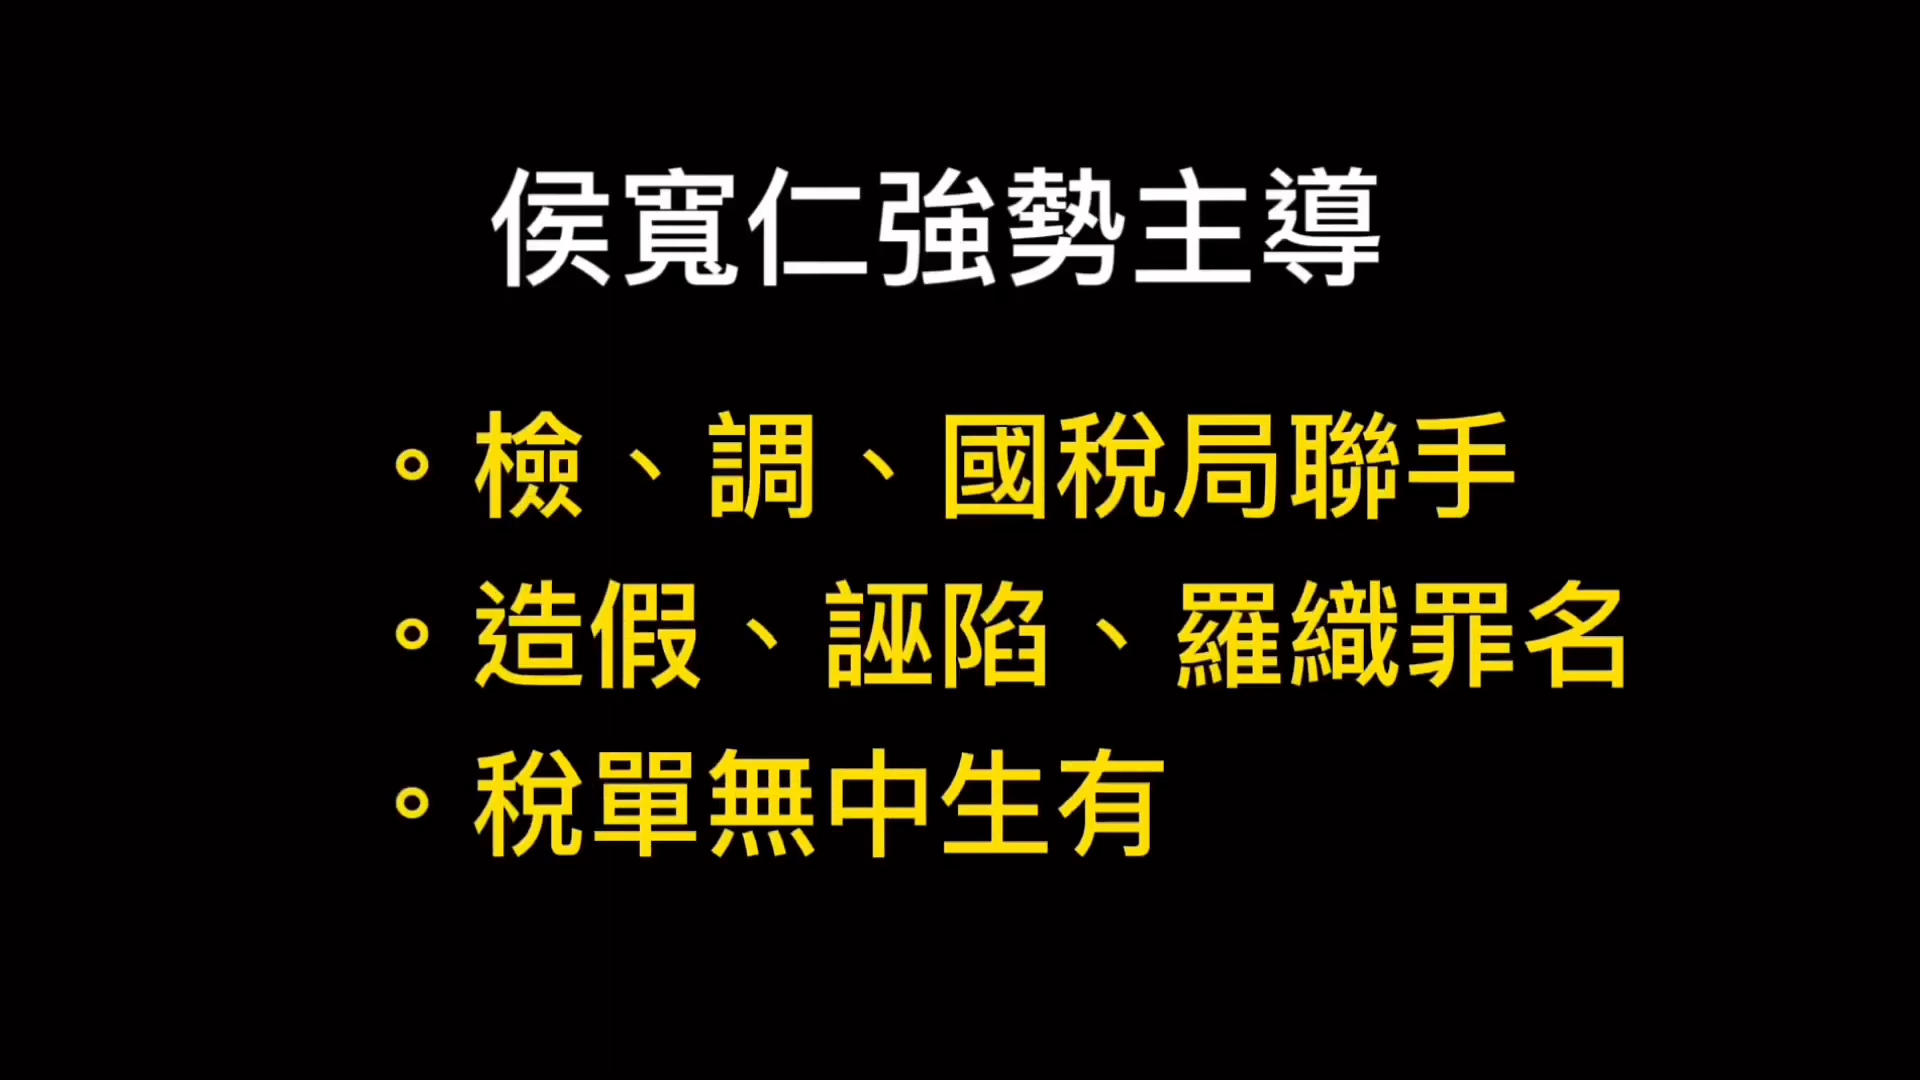 侯寬仁強勢主導
。檢、調、國稅局聯手
。造假、誣陷、羅織罪名
。稅單無中生有